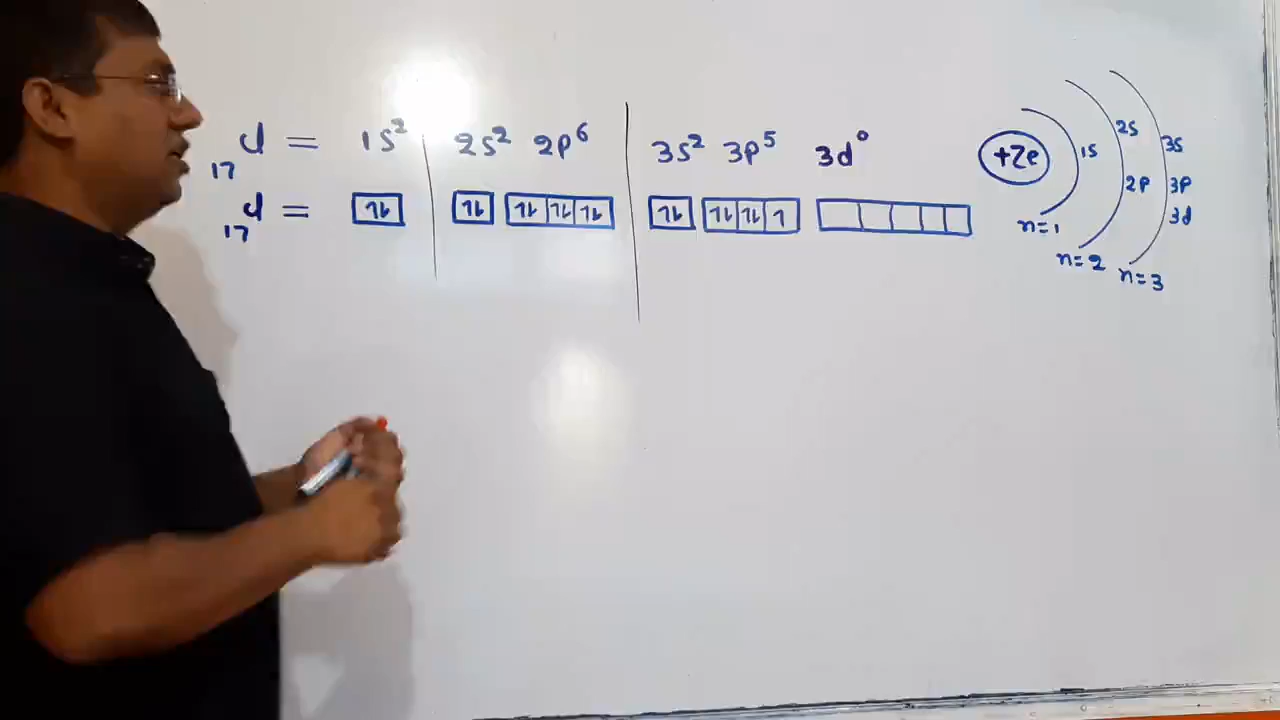 ₁₇Cl = 1s² 2s² 2p⁶ 3s² 3p⁵ 3d⁰
₁₇Cl = ⥮ ⥮ ⥮ ⥮ ⥮ ⥮ ⥮ ⥮ ↿
+Ze
1s
2s
2p
3s
3p
3d
n=1
n=2
n=3